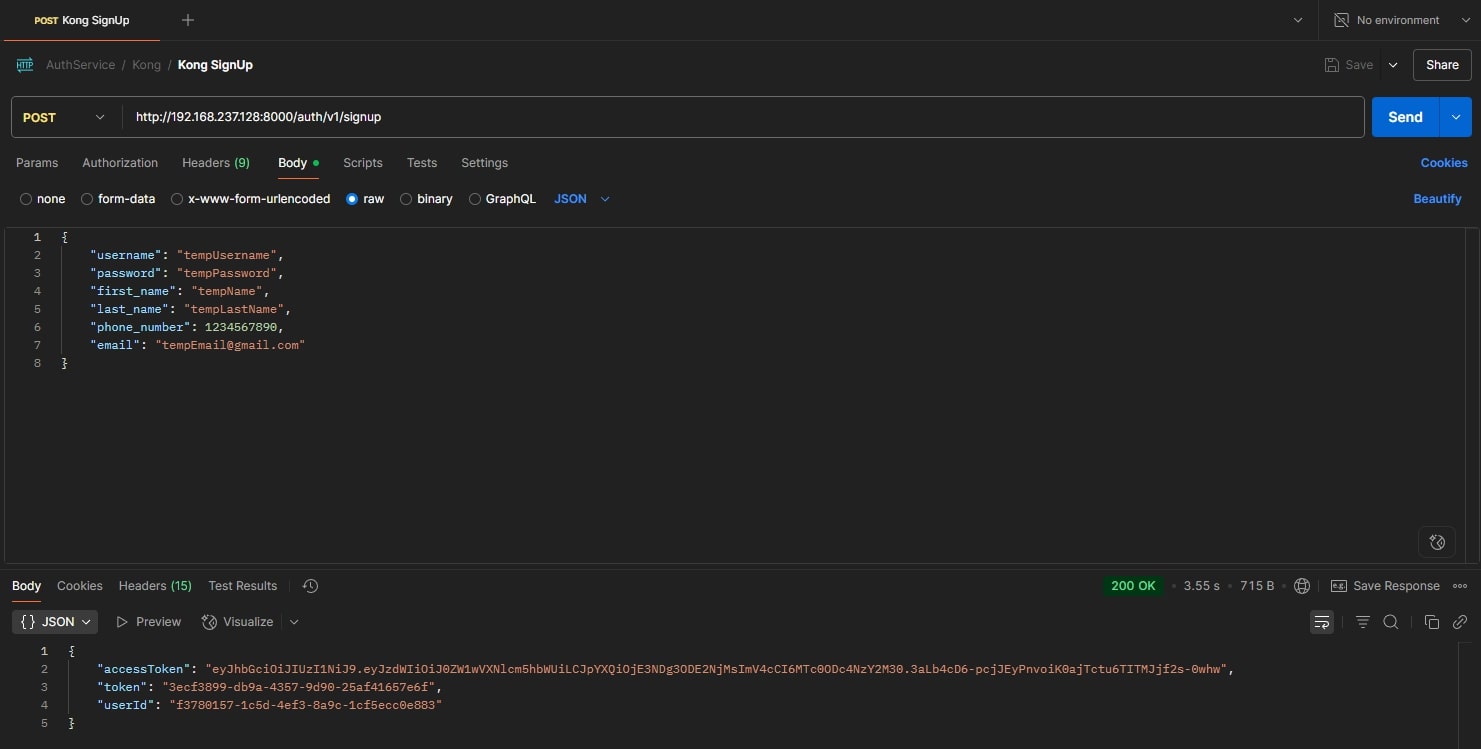 POST Kong SignUp
No environment
HTTP AuthService / Kong / Kong SignUp
Save
Share
POST
http://192.168.237.128:8000/auth/v1/signup
Send
Params Authorization Headers (9) Body Scripts Tests Settings
Cookies
none form-data x-www-form-urlencoded raw binary GraphQL JSON
Beautify
1 {
2 "username": "tempUsername",
3 "password": "tempPassword",
4 "first_name": "tempName",
5 "last_name": "tempLastName",
6 "phone_number": 1234567890,
7 "email": "tempEmail@gmail.com"
8 }
Body Cookies Headers (15) Test Results
200 OK • 3.55 s • 715 B
e.g. Save Response
{} JSON Preview Visualize
1 {
2 "accessToken": "eyJhbGciOiJIUzI1NiJ9.eyJzdWIiOiJ0ZW1wVXNlcm5hbWUiLCJpYXQiOjE3NDg3ODE2NjMsImV4cCI6MTc0ODc4NzY2M30.3aLb4cD6-pcjJEyPnvoiK0ajTctu6TITMJjf2s-0whw",
3 "token": "3ecf3899-db9a-4357-9d90-25af41657e6f",
4 "userId": "f3780157-1c5d-4ef3-8a9c-1cf5ecc0e883"
5 }